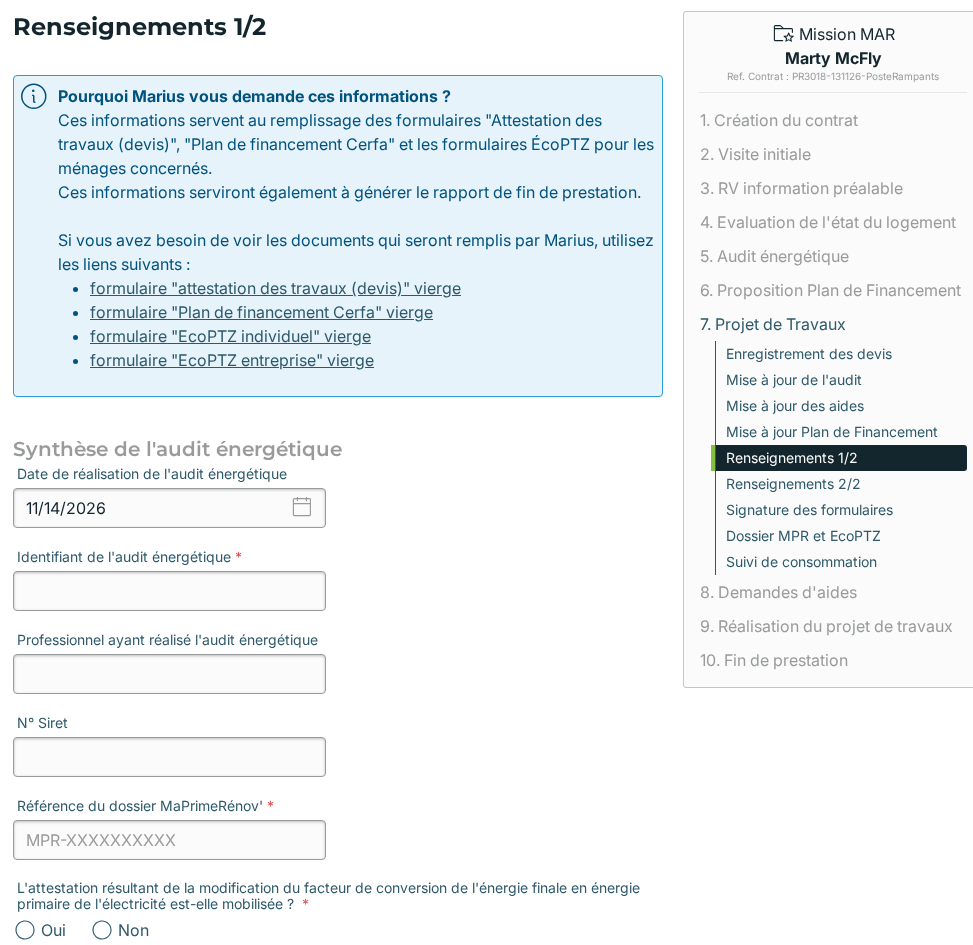 Renseignements 1/2
Pourquoi Marius vous demande ces informations ?
Ces informations servent au remplissage des formulaires "Attestation des
travaux (devis)", "Plan de financement Cerfa" et les formulaires ÉcoPTZ pour les
ménages concernés.
Ces informations serviront également à générer le rapport de fin de prestation.
Si vous avez besoin de voir les documents qui seront remplis par Marius, utilisez
les liens suivants :
formulaire "attestation des travaux (devis)" vierge
formulaire "Plan de financement Cerfa" vierge
formulaire "EcoPTZ individuel" vierge
formulaire "EcoPTZ entreprise" vierge
Synthèse de l'audit énergétique
Date de réalisation de l'audit énergétique
11/14/2026
Identifiant de l'audit énergétique *
Professionnel ayant réalisé l'audit énergétique
N° Siret
Référence du dossier MaPrimeRénov' *
MPR-XXXXXXXXXX
L'attestation résultant de la modification du facteur de conversion de l'énergie finale en énergie
primaire de l'électricité est-elle mobilisée ? *
Oui Non
Mission MAR
Marty McFly
Ref. Contrat : PR3018-131126-PosteRampants
1. Création du contrat
2. Visite initiale
3. RV information préalable
4. Evaluation de l'état du logement
5. Audit énergétique
6. Proposition Plan de Financement
7. Projet de Travaux
Enregistrement des devis
Mise à jour de l'audit
Mise à jour des aides
Mise à jour Plan de Financement
Renseignements 1/2
Renseignements 2/2
Signature des formulaires
Dossier MPR et EcoPTZ
Suivi de consommation
8. Demandes d'aides
9. Réalisation du projet de travaux
10. Fin de prestation